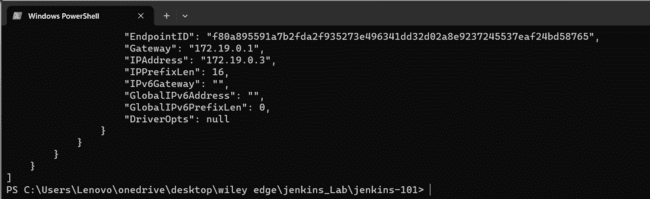 Windows PowerShell
"EndpointID": "f80a895591a7b2fda2f935273e496341dd32d02a8e9237245537eaf24bd58765",
"Gateway": "172.19.0.1",
"IPAddress": "172.19.0.3",
"IPPrefixLen": 16,
"IPv6Gateway": "",
"GlobalIPv6Address": "",
"GlobalIPv6PrefixLen": 0,
"DriverOpts": null
}
}
}
}
]
PS C:\Users\Lenovo\onedrive\desktop\wiley edge\jenkins_Lab\jenkins-101>